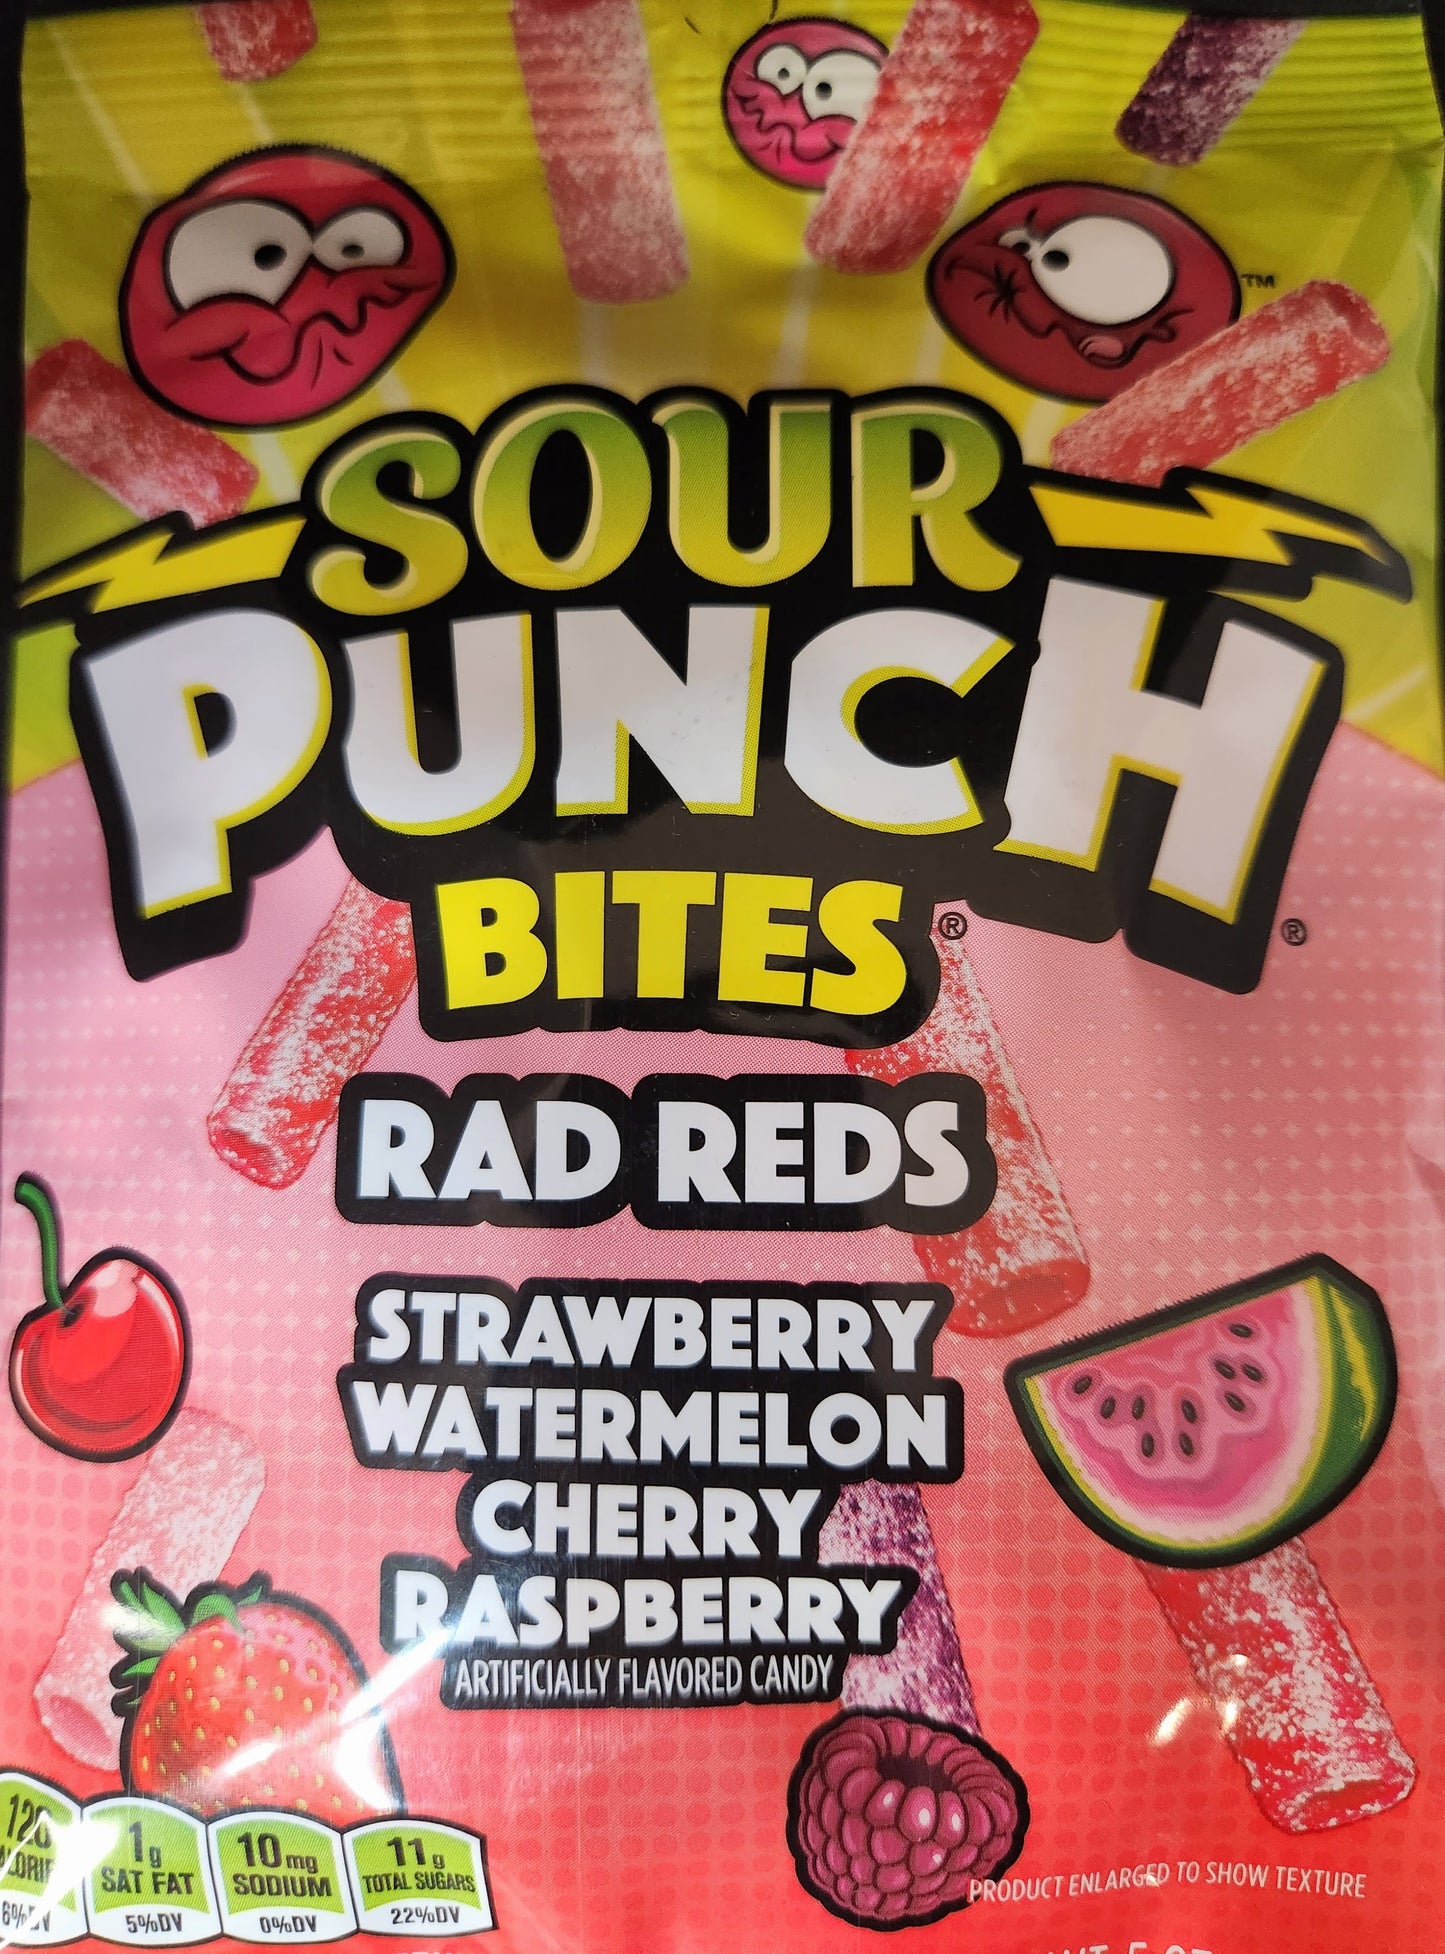 TM
SOUR
PUNCH®
BITES®
RAD REDS
STRAWBERRY
WATERMELON
CHERRY
RASPBERRY
ARTIFICIALLY FLAVORED CANDY
1g
SAT FAT
5%DV
10mg
SODIUM
0%DV
11g
TOTAL SUGARS
22%DV
PRODUCT ENLARGED TO SHOW TEXTURE